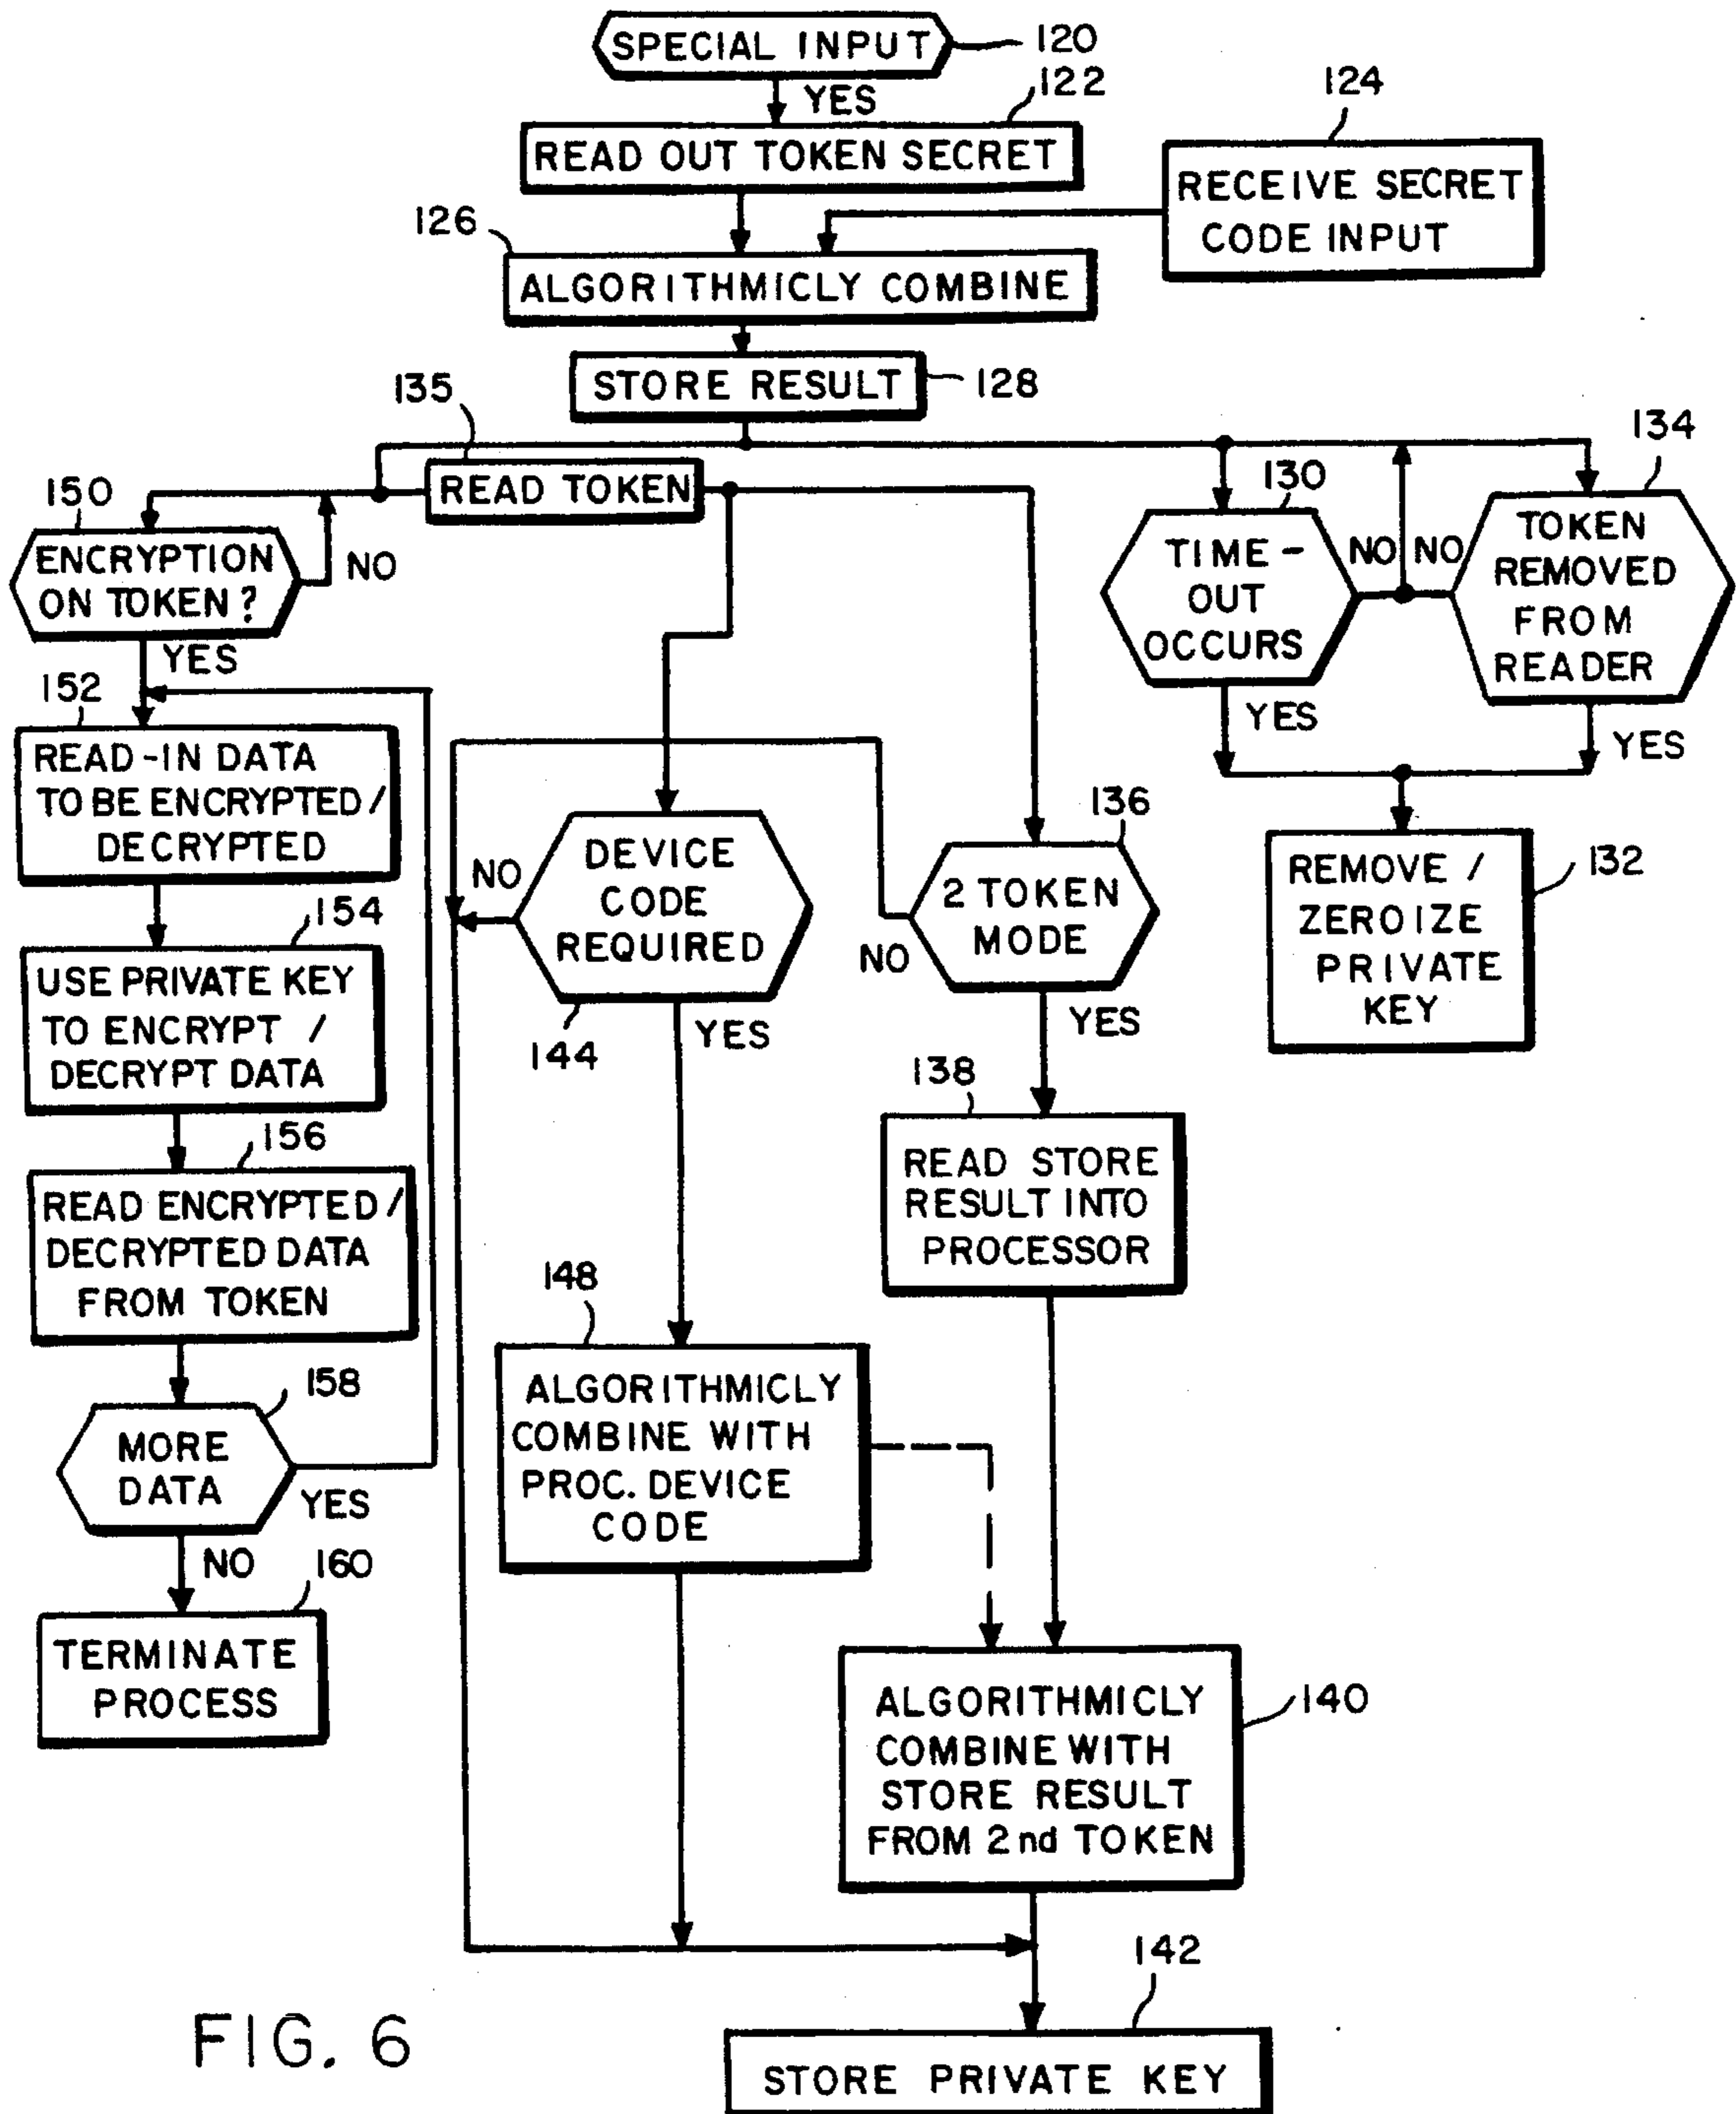 SPECIAL INPUT
120
YES
122
READ OUT TOKEN SECRET
124
RECEIVE SECRET
CODE INPUT
126
ALGORITHMICLY COMBINE
STORE RESULT
128
135
READ TOKEN
150
ENCRYPTION
ON TOKEN?
NO
YES
130
TIME-
OUT
OCCURS
NO
YES
134
TOKEN
REMOVED
FROM
READER
NO
YES
132
REMOVE /
ZEROIZE
PRIVATE
KEY
152
READ-IN DATA
TO BE ENCRYPTED/
DECRYPTED
154
USE PRIVATE KEY
TO ENCRYPT /
DECRYPT DATA
156
READ ENCRYPTED/
DECRYPTED DATA
FROM TOKEN
158
MORE
DATA
YES
NO
160
TERMINATE
PROCESS
DEVICE
CODE
REQUIRED
NO
144
YES
136
2 TOKEN
MODE
NO
YES
138
READ STORE
RESULT INTO
PROCESSOR
148
ALGORITHMICLY
COMBINE WITH
PROC. DEVICE
CODE
140
ALGORITHMICLY
COMBINE WITH
STORE RESULT
FROM 2nd TOKEN
142
STORE PRIVATE KEY
FIG. 6